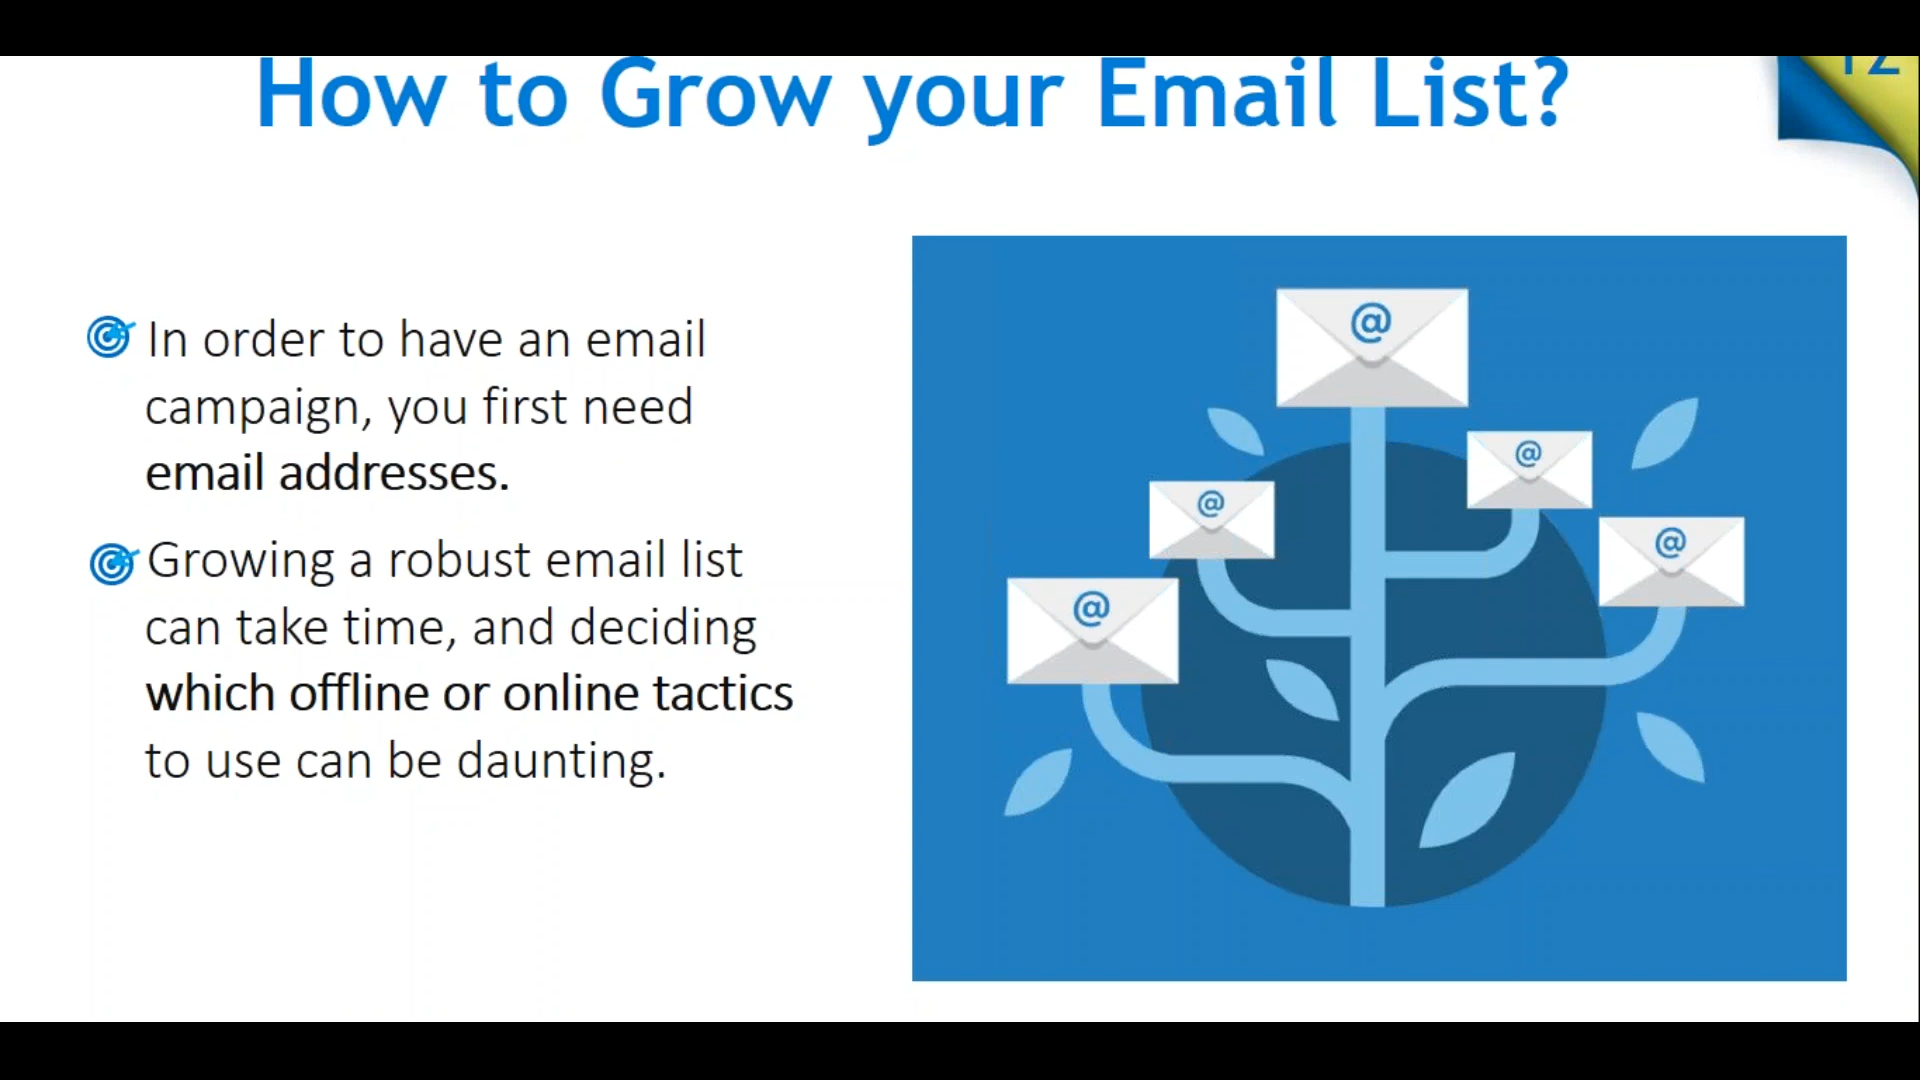 How to Grow your Email List?
12
In order to have an email
campaign, you first need
email addresses.
Growing a robust email list
can take time, and deciding
which offline or online tactics
to use can be daunting.
@
@
@
@
@